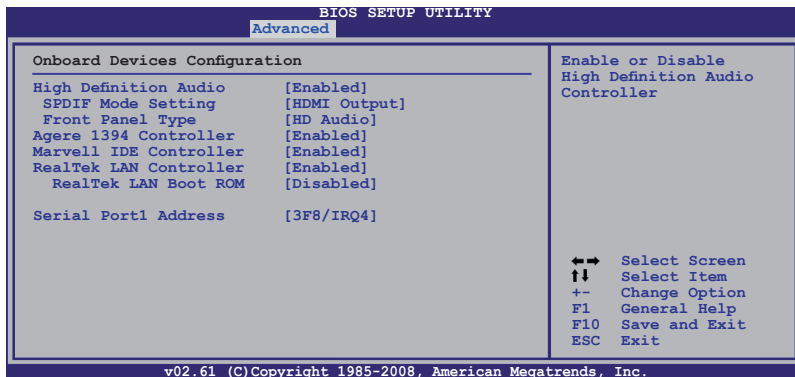 BIOS SETUP UTILITY
Advanced
Onboard Devices Configuration
High Definition Audio [Enabled]
SPDIF Mode Setting [HDMI Output]
Front Panel Type [HD Audio]
Agere 1394 Controller [Enabled]
Marvell IDE Controller [Enabled]
RealTek LAN Controller [Enabled]
RealTek LAN Boot ROM [Disabled]
Serial Port1 Address [3F8/IRQ4]
Enable or Disable
High Definition Audio
Controller
←→ Select Screen
↑↓ Select Item
+- Change Option
F1 General Help
F10 Save and Exit
ESC Exit
v02.61 (C)Copyright 1985-2008, American Megatrends, Inc.